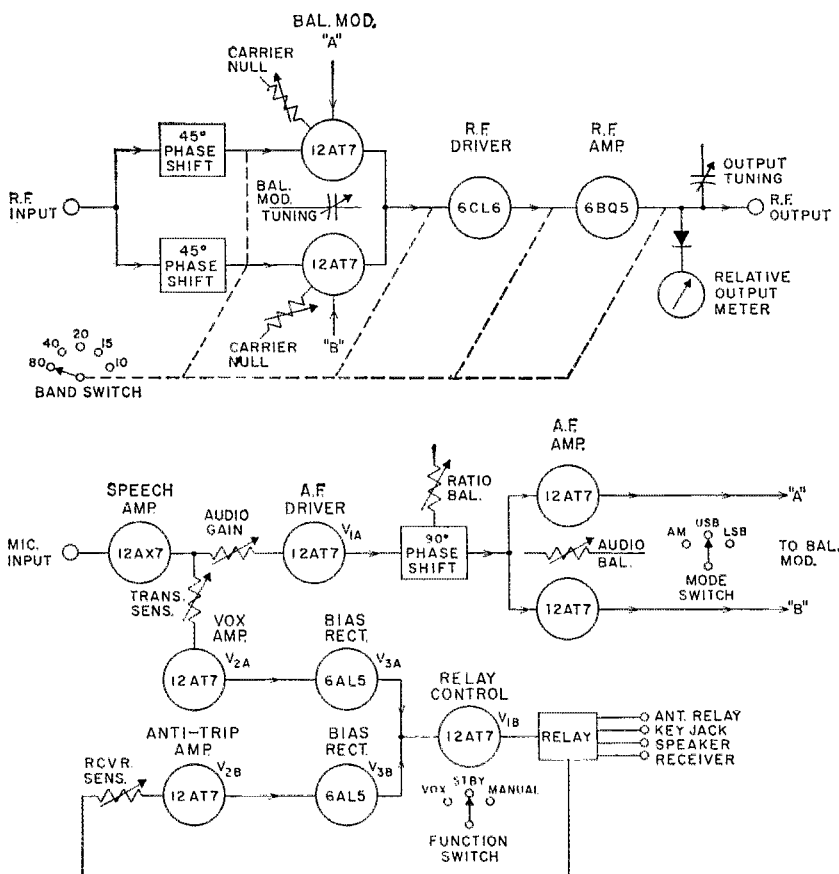 BAL. MOD.
"A"
CARRIER
NULL
45°
PHASE
SHIFT
12AT7
R.F.
DRIVER
R.F.
AMP.
OUTPUT
TUNING
R.F.
INPUT
BAL.
MOD.
TUNING
6CL6
6BQ5
R.F.
OUTPUT
45°
PHASE
SHIFT
12AT7
RELATIVE
OUTPUT
METER
CARRIER
NULL
"B"
80
40
20
15
10
BAND SWITCH
A.F.
AMP.
SPEECH
AMP.
AUDIO
GAIN
A.F.
DRIVER
RATIO
BAL.
12AT7
"A"
MIC.
INPUT
12AX7
12AT7
V1A
90°
PHASE
SHIFT
AUDIO
BAL.
AM
USB
LSB
MODE
SWITCH
TO BAL.
MOD.
TRANS.
SENS.
12AT7
"B"
VOX
AMP.
BIAS
RECT.
12AT7
V2A
6AL5
V3A
RELAY
CONTROL
12AT7
V1B
RELAY
ANT. RELAY
KEY JACK
SPEAKER
RECEIVER
ANTI-TRIP
AMP.
BIAS
RECT.
RCVR.
SENS.
12AT7
V2B
6AL5
V3B
VOX
STBY
MANUAL
FUNCTION
SWITCH